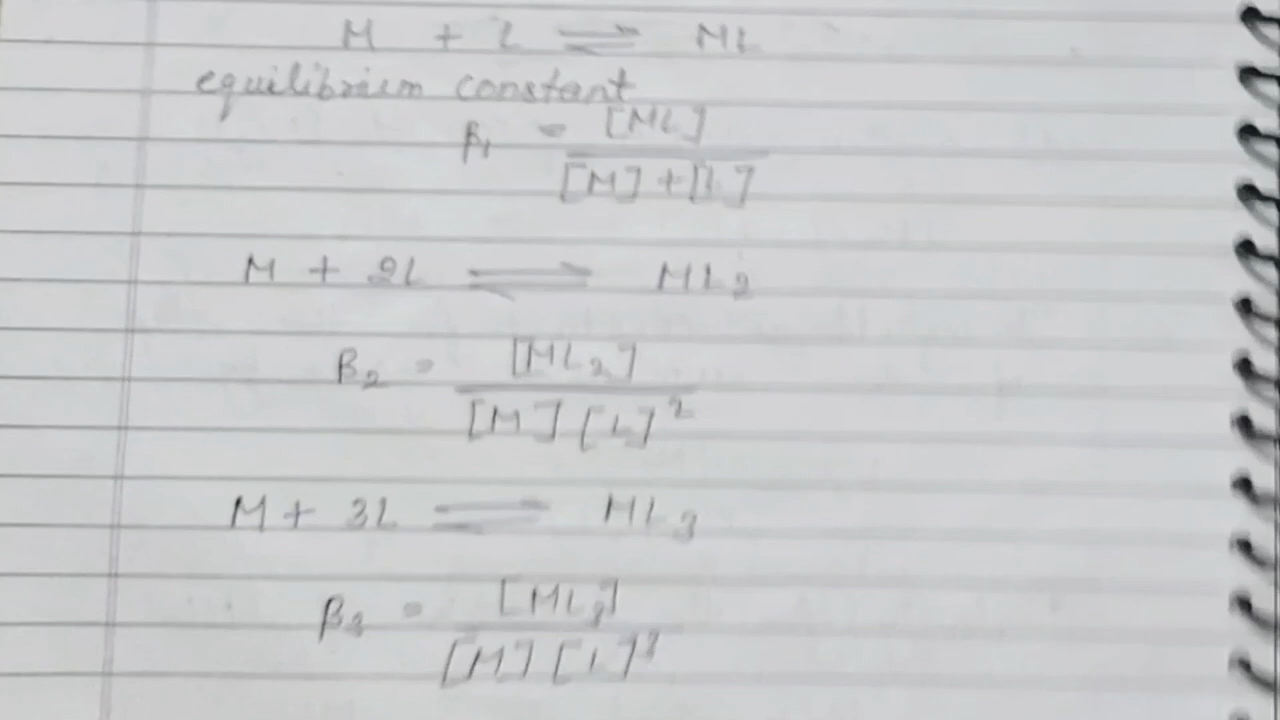 M + L ⇌ ML
equilibrium constant
β₁ = [ML] / [M] + [L]
M + 2L ⇌ ML₂
β₂ = [ML₂] / [M] [L]²
M + 3L ⇌ ML₃
β₃ = [ML₃] / [M] [L]³